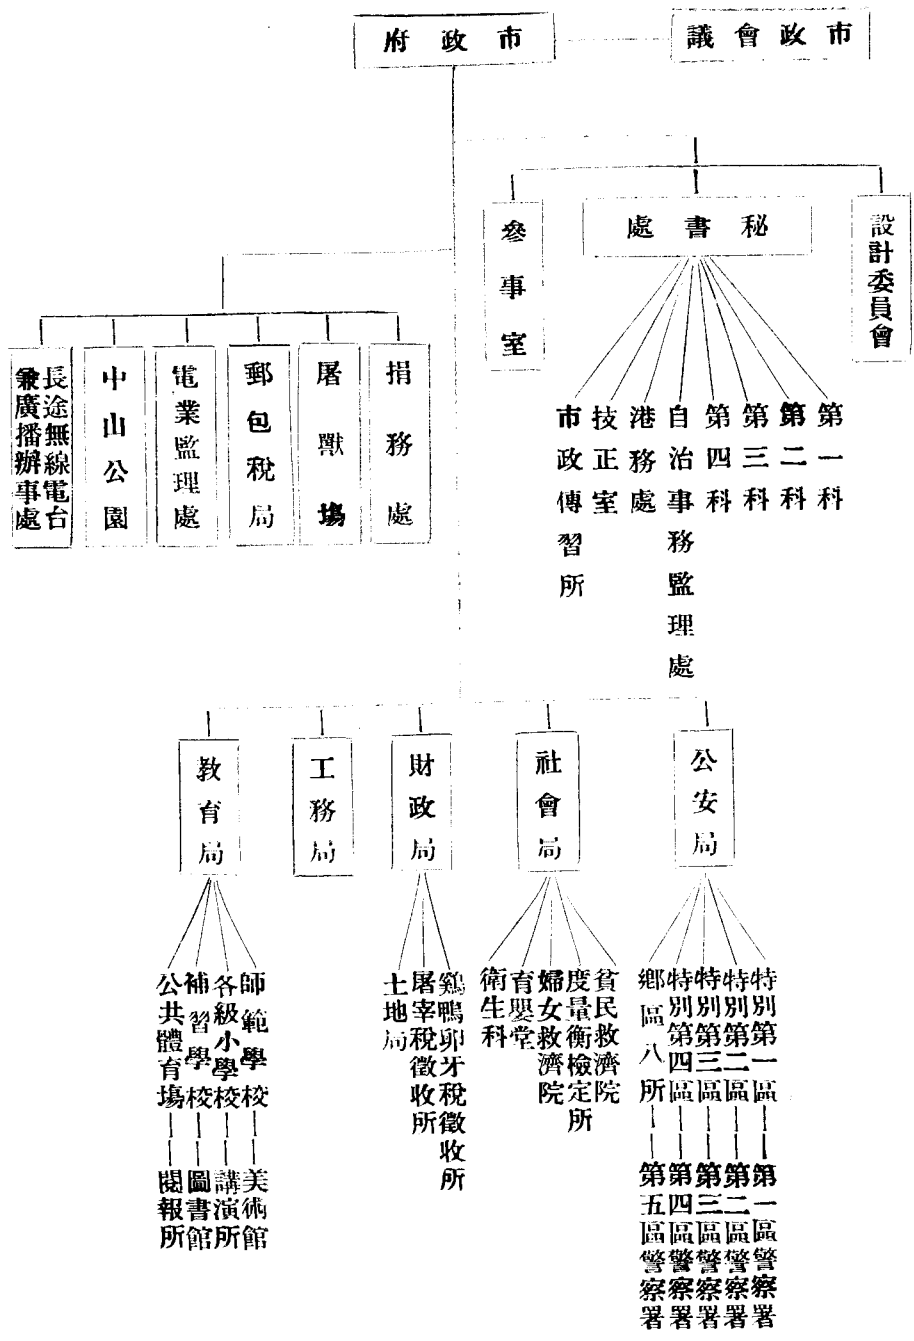 市政府
市政會議
設計委員會
秘書處
參事室
第一科
第二科
第三科
第四科
自治事務監理處
港務處
技正室
市政傳習所
捐務處
屠獸場
郵包稅局
電業監理處
中山公園
長途無線電台
兼廣播辦事處
公安局
社會局
財政局
工務局
教育局
特別第一區
特別第二區
特別第三區
特別第四區
鄉區八所
第一區警察署
第二區警察署
第三區警察署
第四區警察署
第五區警察署
貧民救濟院
度量衡檢定所
婦女救濟院
育嬰堂
衛生科
鷄鴨卵牙稅徵收所
屠宰稅徵收所
土地局
師範學校
各級小學校
補習學校
公共體育場
美術館
講演所
圖書館
閱報所